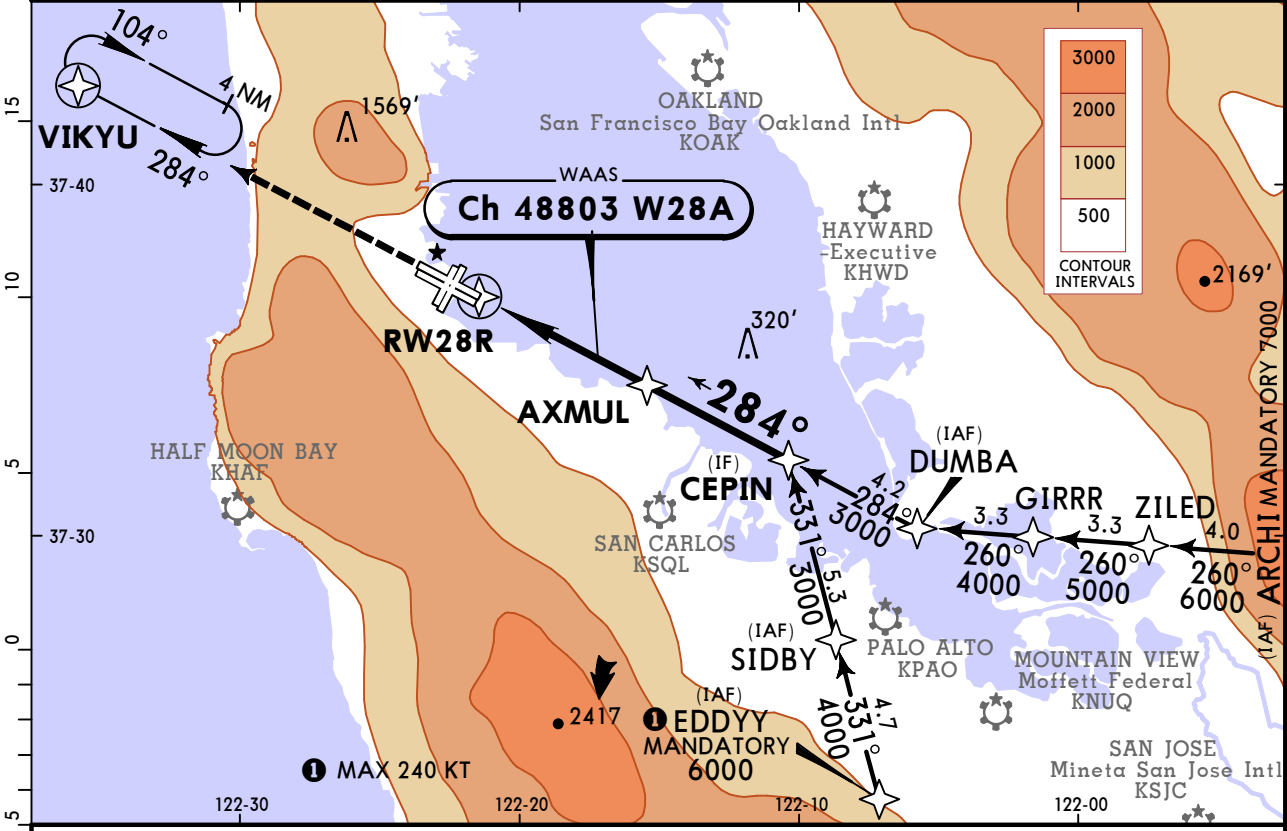 104°
4 NM
VIKYU
284°
1569'
15
37-40
10
5
37-30
0
5
OAKLAND
San Francisco Bay Oakland Intl
KOAK
WAAS
Ch 48803 W28A
HAYWARD
-Executive
KHWD
3000
2000
1000
500
CONTOUR
INTERVALS
2169'
RW28R
320'
AXMUL
284°
HALF MOON BAY
KHAF
(IF)
CEPIN
(IAF)
DUMBA
4.2
284°
3000
GIRRR
3.3
260°
4000
ZILED
3.3
260°
5000
4.0
260°
6000
(IAF) ARCHI MANDATORY 7000
SAN CARLOS
KSQL
331°
5.3
3000
(IAF)
SIDBY
PALO ALTO
KPAO
MOUNTAIN VIEW
Moffett Federal
KNUQ
4.7
331°
4000
2417
(IAF)
1 EDDYY
MANDATORY
6000
SAN JOSE
Mineta San Jose Intl
KSJC
1 MAX 240 KT
122-30
122-20
122-10
122-00